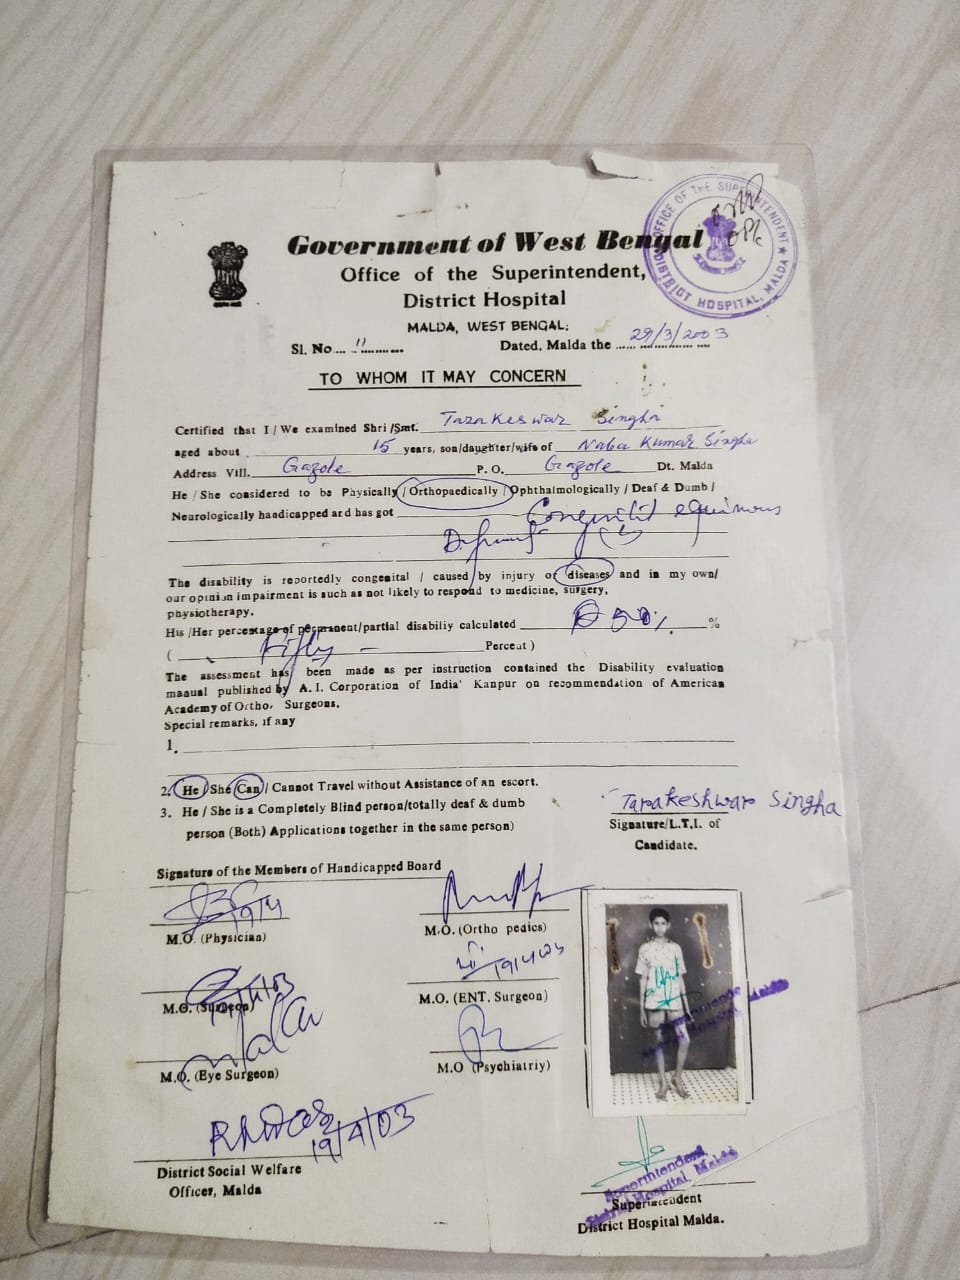 OFFICE OF THE SUPERINTENDENT
DISTRICT HOSPITAL, MALDA
Government of West Bengal
Office of the Superintendent,
District Hospital
MALDA, WEST BENGAL;
Sl. No.... 11 ......... Dated, Malda the ...... 29/3/2003
TO WHOM IT MAY CONCERN
Certified that I / We examined Shri /Smt. Tarakeswar Singha
aged about 15 years, son/daughter/wife of Naba Kumar Singha
Address Vill. Gazole P. O. Gazole Dt. Malda
He / She considered to be Physically / Orthopaedically / Ophthalmologically / Deaf & Dumb /
Neurologically handicapped ard has got
The disability is reportedly congental / caused by injury or diseases and in my own/
our opinion impairment is such as not likely to respond to medicine, surgery,
physiotherapy.
His /Her percentage of permanent/partial disabiliy calculated 50% %
( Fifty — Percent )
The assessment has been made as per instruction contained the Disability evaluation
manual published by A. I. Corporation of India' Kanpur on recommendation of American
Academy of Ortho. Surgeons.
Special remarks, if any
1.
2. He / She Can / Cannot Travel without Assistance of an escort.
3. He / She is a Completely Blind person/totally deaf & dumb
person (Both) Applications together in the same person)
Tarakeshwar Singha
Signature/L.T.I. of
Candidate.
Signature of the Members of Handicapped Board
M.O. (Physician)
M.O. (Ortho pedics)
M.O. (Surgeon)
M.O. (ENT. Surgeon)
M.O. (Eye Surgeon)
M.O (Psychiatriy)
19/4/03
District Social Welfare
Officer, Malda
Superintendent
District Hospital, Malda
Superintendent
District Hospital Malda.